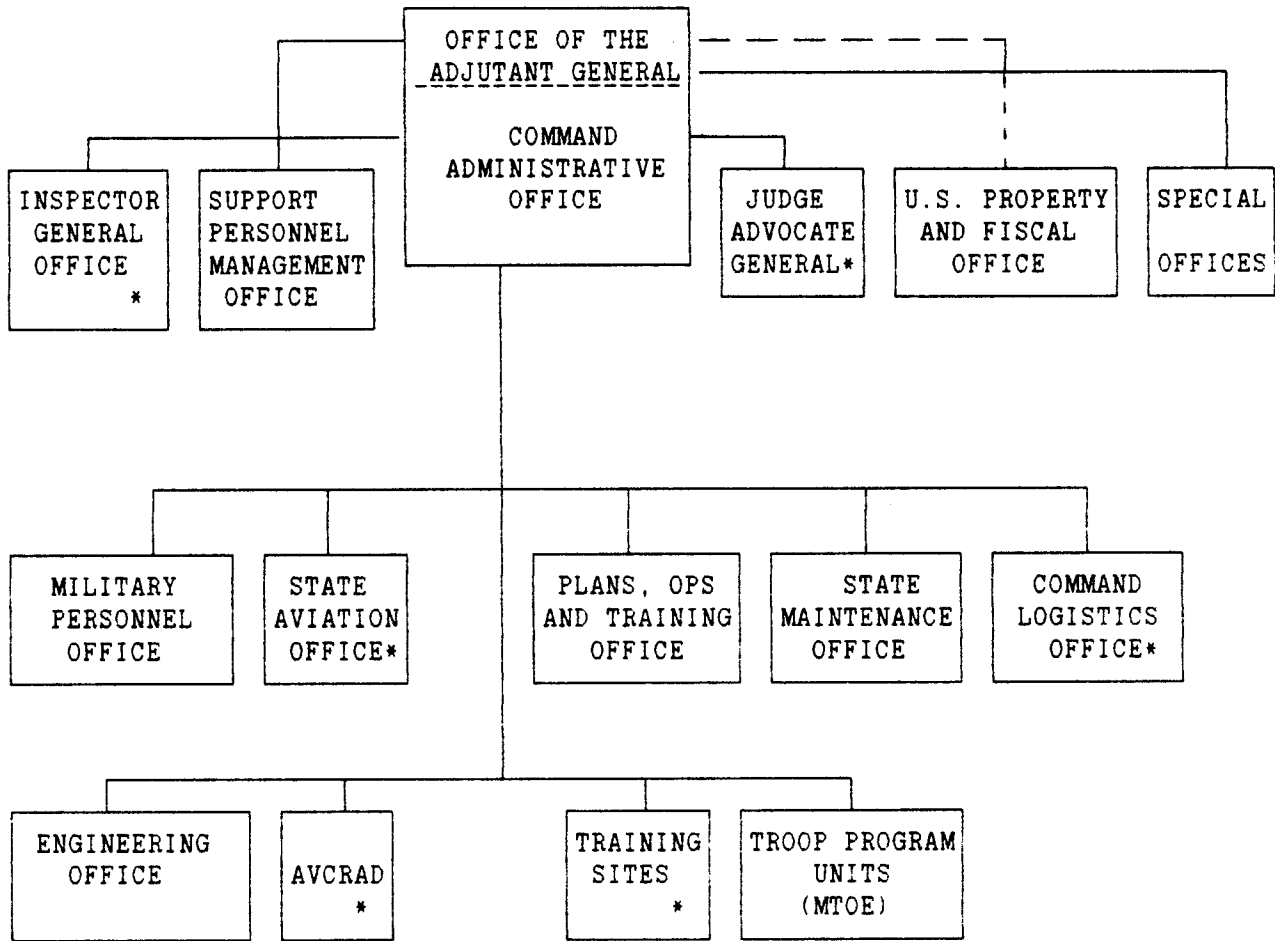 OFFICE OF THE
ADJUTANT GENERAL
COMMAND
ADMINISTRATIVE
OFFICE
INSPECTOR
GENERAL
OFFICE
*
SUPPORT
PERSONNEL
MANAGEMENT
OFFICE
JUDGE
ADVOCATE
GENERAL*
U.S. PROPERTY
AND FISCAL
OFFICE
SPECIAL
OFFICES
MILITARY
PERSONNEL
OFFICE
STATE
AVIATION
OFFICE*
PLANS, OPS
AND TRAINING
OFFICE
STATE
MAINTENANCE
OFFICE
COMMAND
LOGISTICS
OFFICE*
ENGINEERING
OFFICE
AVCRAD
*
TRAINING
SITES
*
TROOP PROGRAM
UNITS
(MTOE)